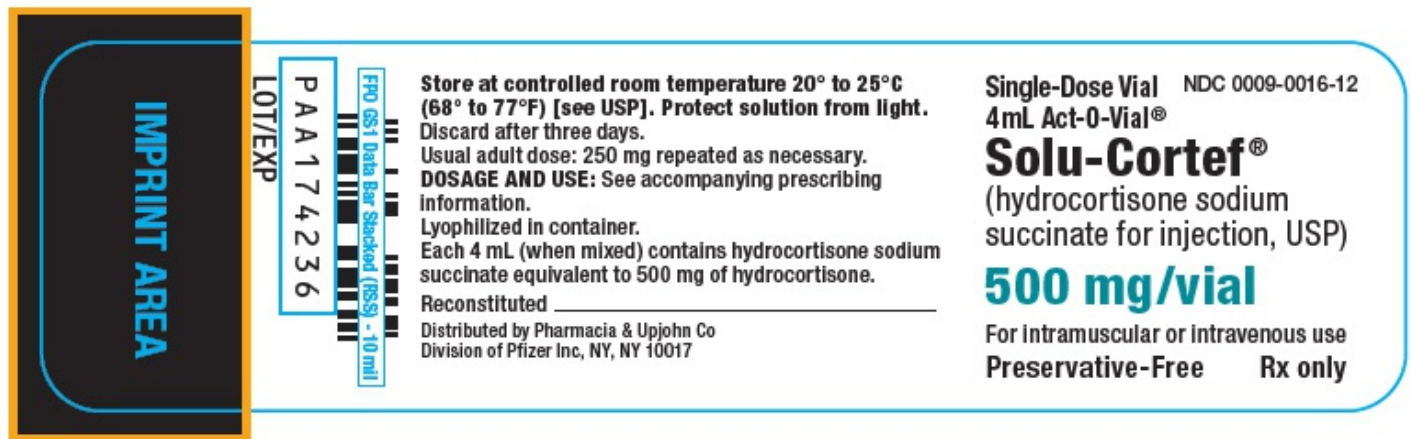 IMPRINT AREA
LOT/EXP
PAA174236
FPO GS1 Data Bar Stacked (RS-S) - 10 mil
Store at controlled room temperature 20° to 25°C
(68° to 77°F) [see USP]. Protect solution from light.
Discard after three days.
Usual adult dose: 250 mg repeated as necessary.
DOSAGE AND USE: See accompanying prescribing
information.
Lyophilized in container.
Each 4 mL (when mixed) contains hydrocortisone sodium
succinate equivalent to 500 mg of hydrocortisone.
Reconstituted
Distributed by Pharmacia & Upjohn Co
Division of Pfizer Inc, NY, NY 10017
Single-Dose Vial NDC 0009-0016-12
4mL Act-O-Vial®
Solu-Cortef®
(hydrocortisone sodium
succinate for injection, USP)
500 mg/vial
For intramuscular or intravenous use
Preservative-Free Rx only